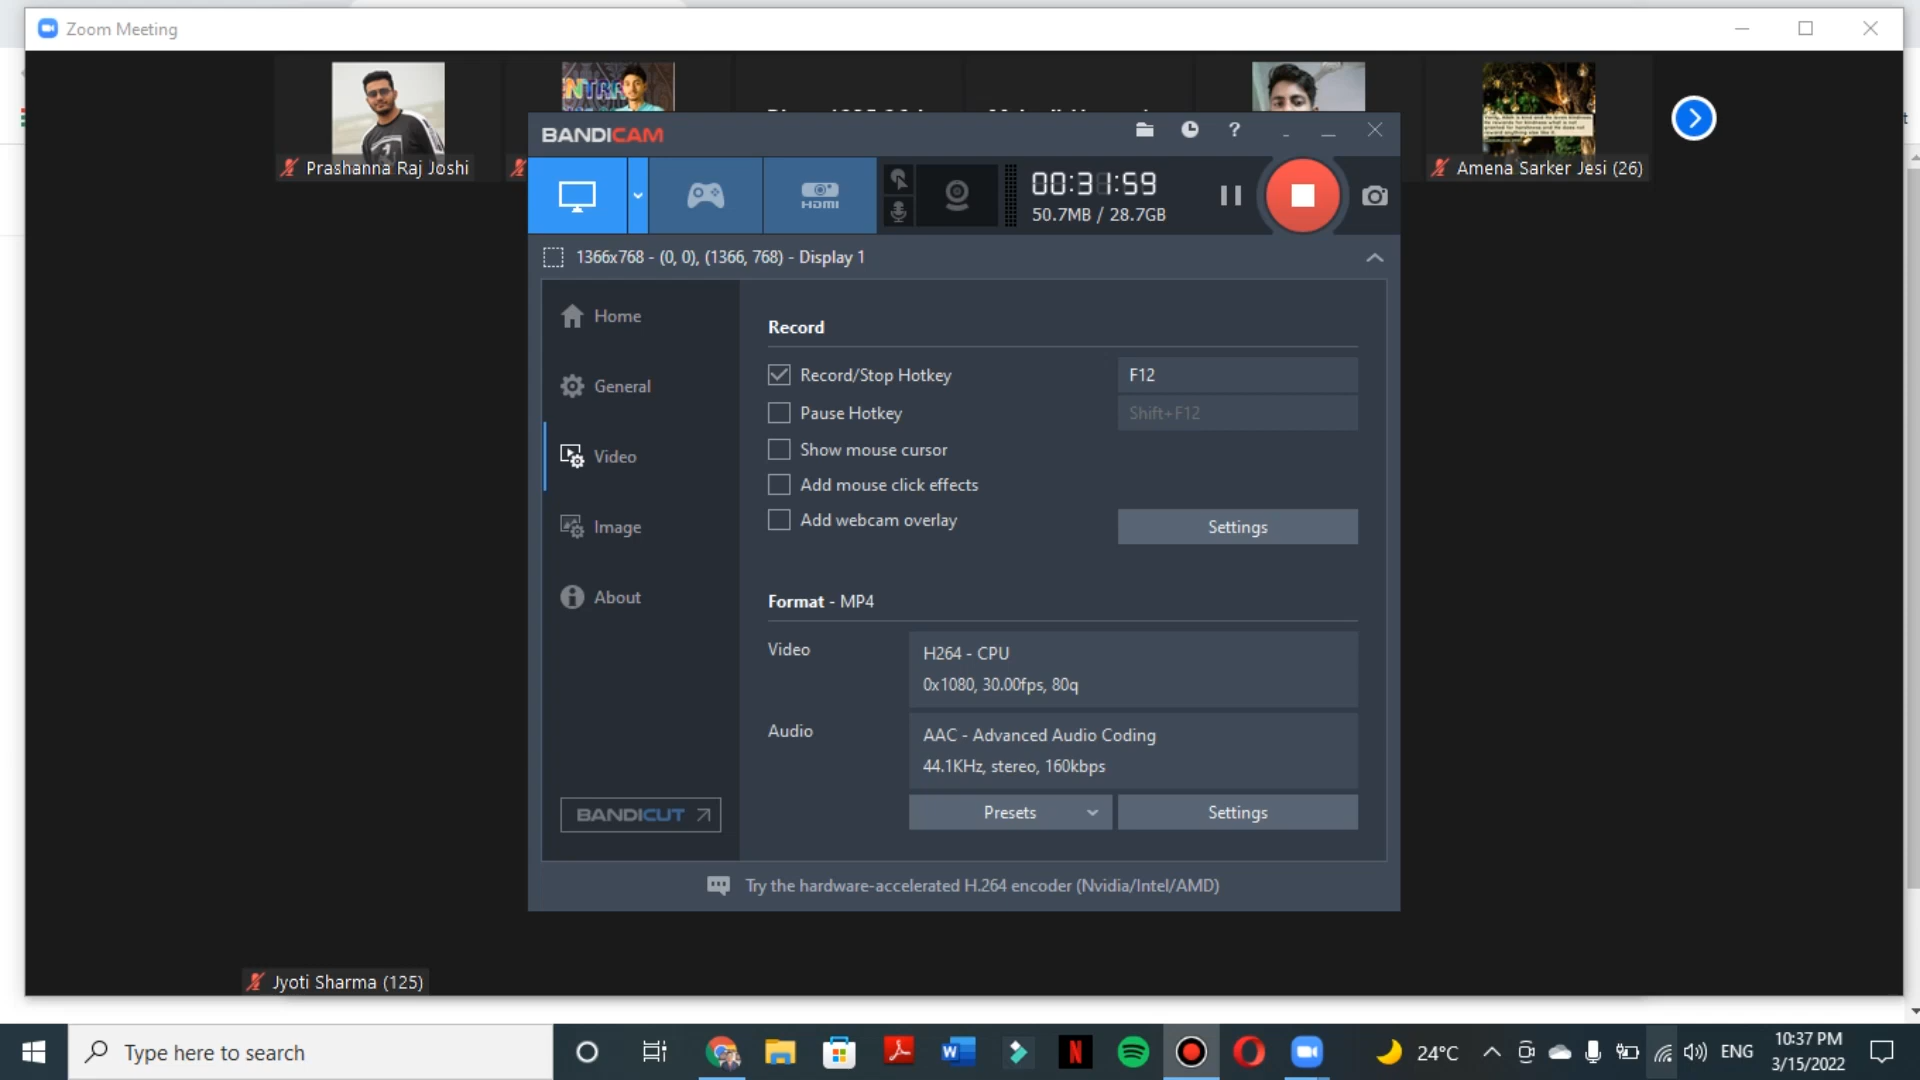 Zoom Meeting
Prashanna Raj Joshi
Amena Sarker Jesi (26)
BANDICAM
?
HDMI
00:31:59
50.7MB / 28.7GB
1366x768 - (0, 0), (1366, 768) - Display 1
Home
General
Video
Image
About
BANDICUT
Record
Record/Stop Hotkey
F12
Pause Hotkey
Shift+F12
Show mouse cursor
Add mouse click effects
Add webcam overlay
Settings
Format - MP4
Video
H264 - CPU
0x1080, 30.00fps, 80q
Audio
AAC - Advanced Audio Coding
44.1KHz, stereo, 160kbps
Presets
Settings
Try the hardware-accelerated H.264 encoder (Nvidia/Intel/AMD)
Jyoti Sharma (125)
Type here to search
24°C
ENG
10:37 PM
3/15/2022